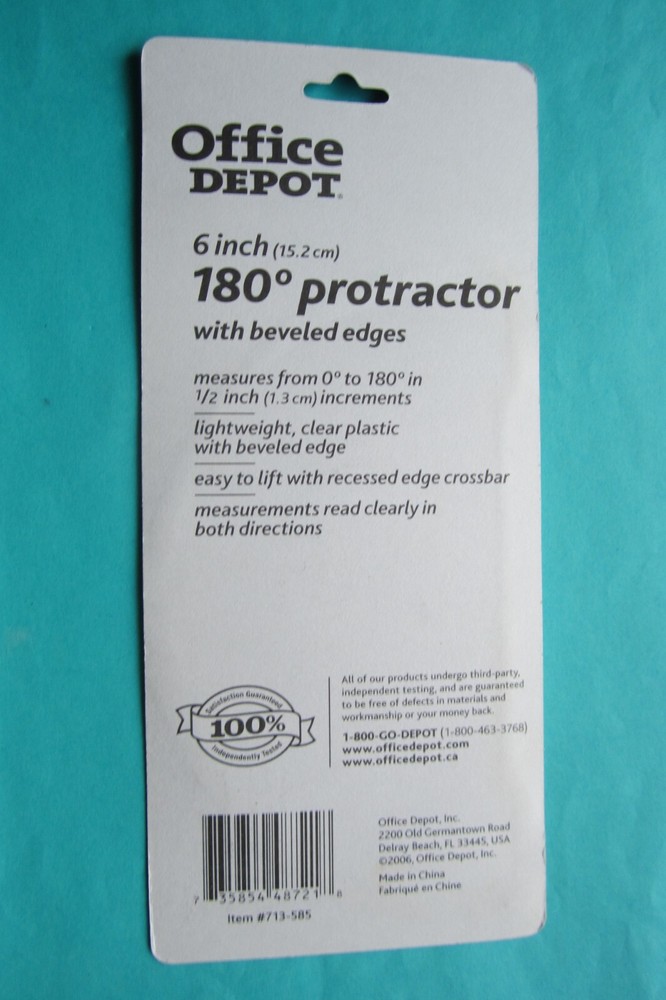 Office
DEPOT.
6 inch (15.2 cm)
180° protractor
with beveled edges
measures from 0° to 180° in
1/2 inch (1.3 cm) increments
lightweight, clear plastic
with beveled edge
easy to lift with recessed edge crossbar
measurements read clearly in
both directions
Satisfaction Guaranteed
100%
Independently Tested
All of our products undergo third-party,
independent testing, and are guaranteed
to be free of defects in materials and
workmanship or your money back.
1-800-GO-DEPOT (1-800-463-3768)
www.officedepot.com
www.officedepot.ca
7 35854 48721 8
Item #713-585
Office Depot, Inc.
2200 Old Germantown Road
Delray Beach, FL 33445, USA
©2006, Office Depot, Inc.
Made in China
Fabriqué en Chine